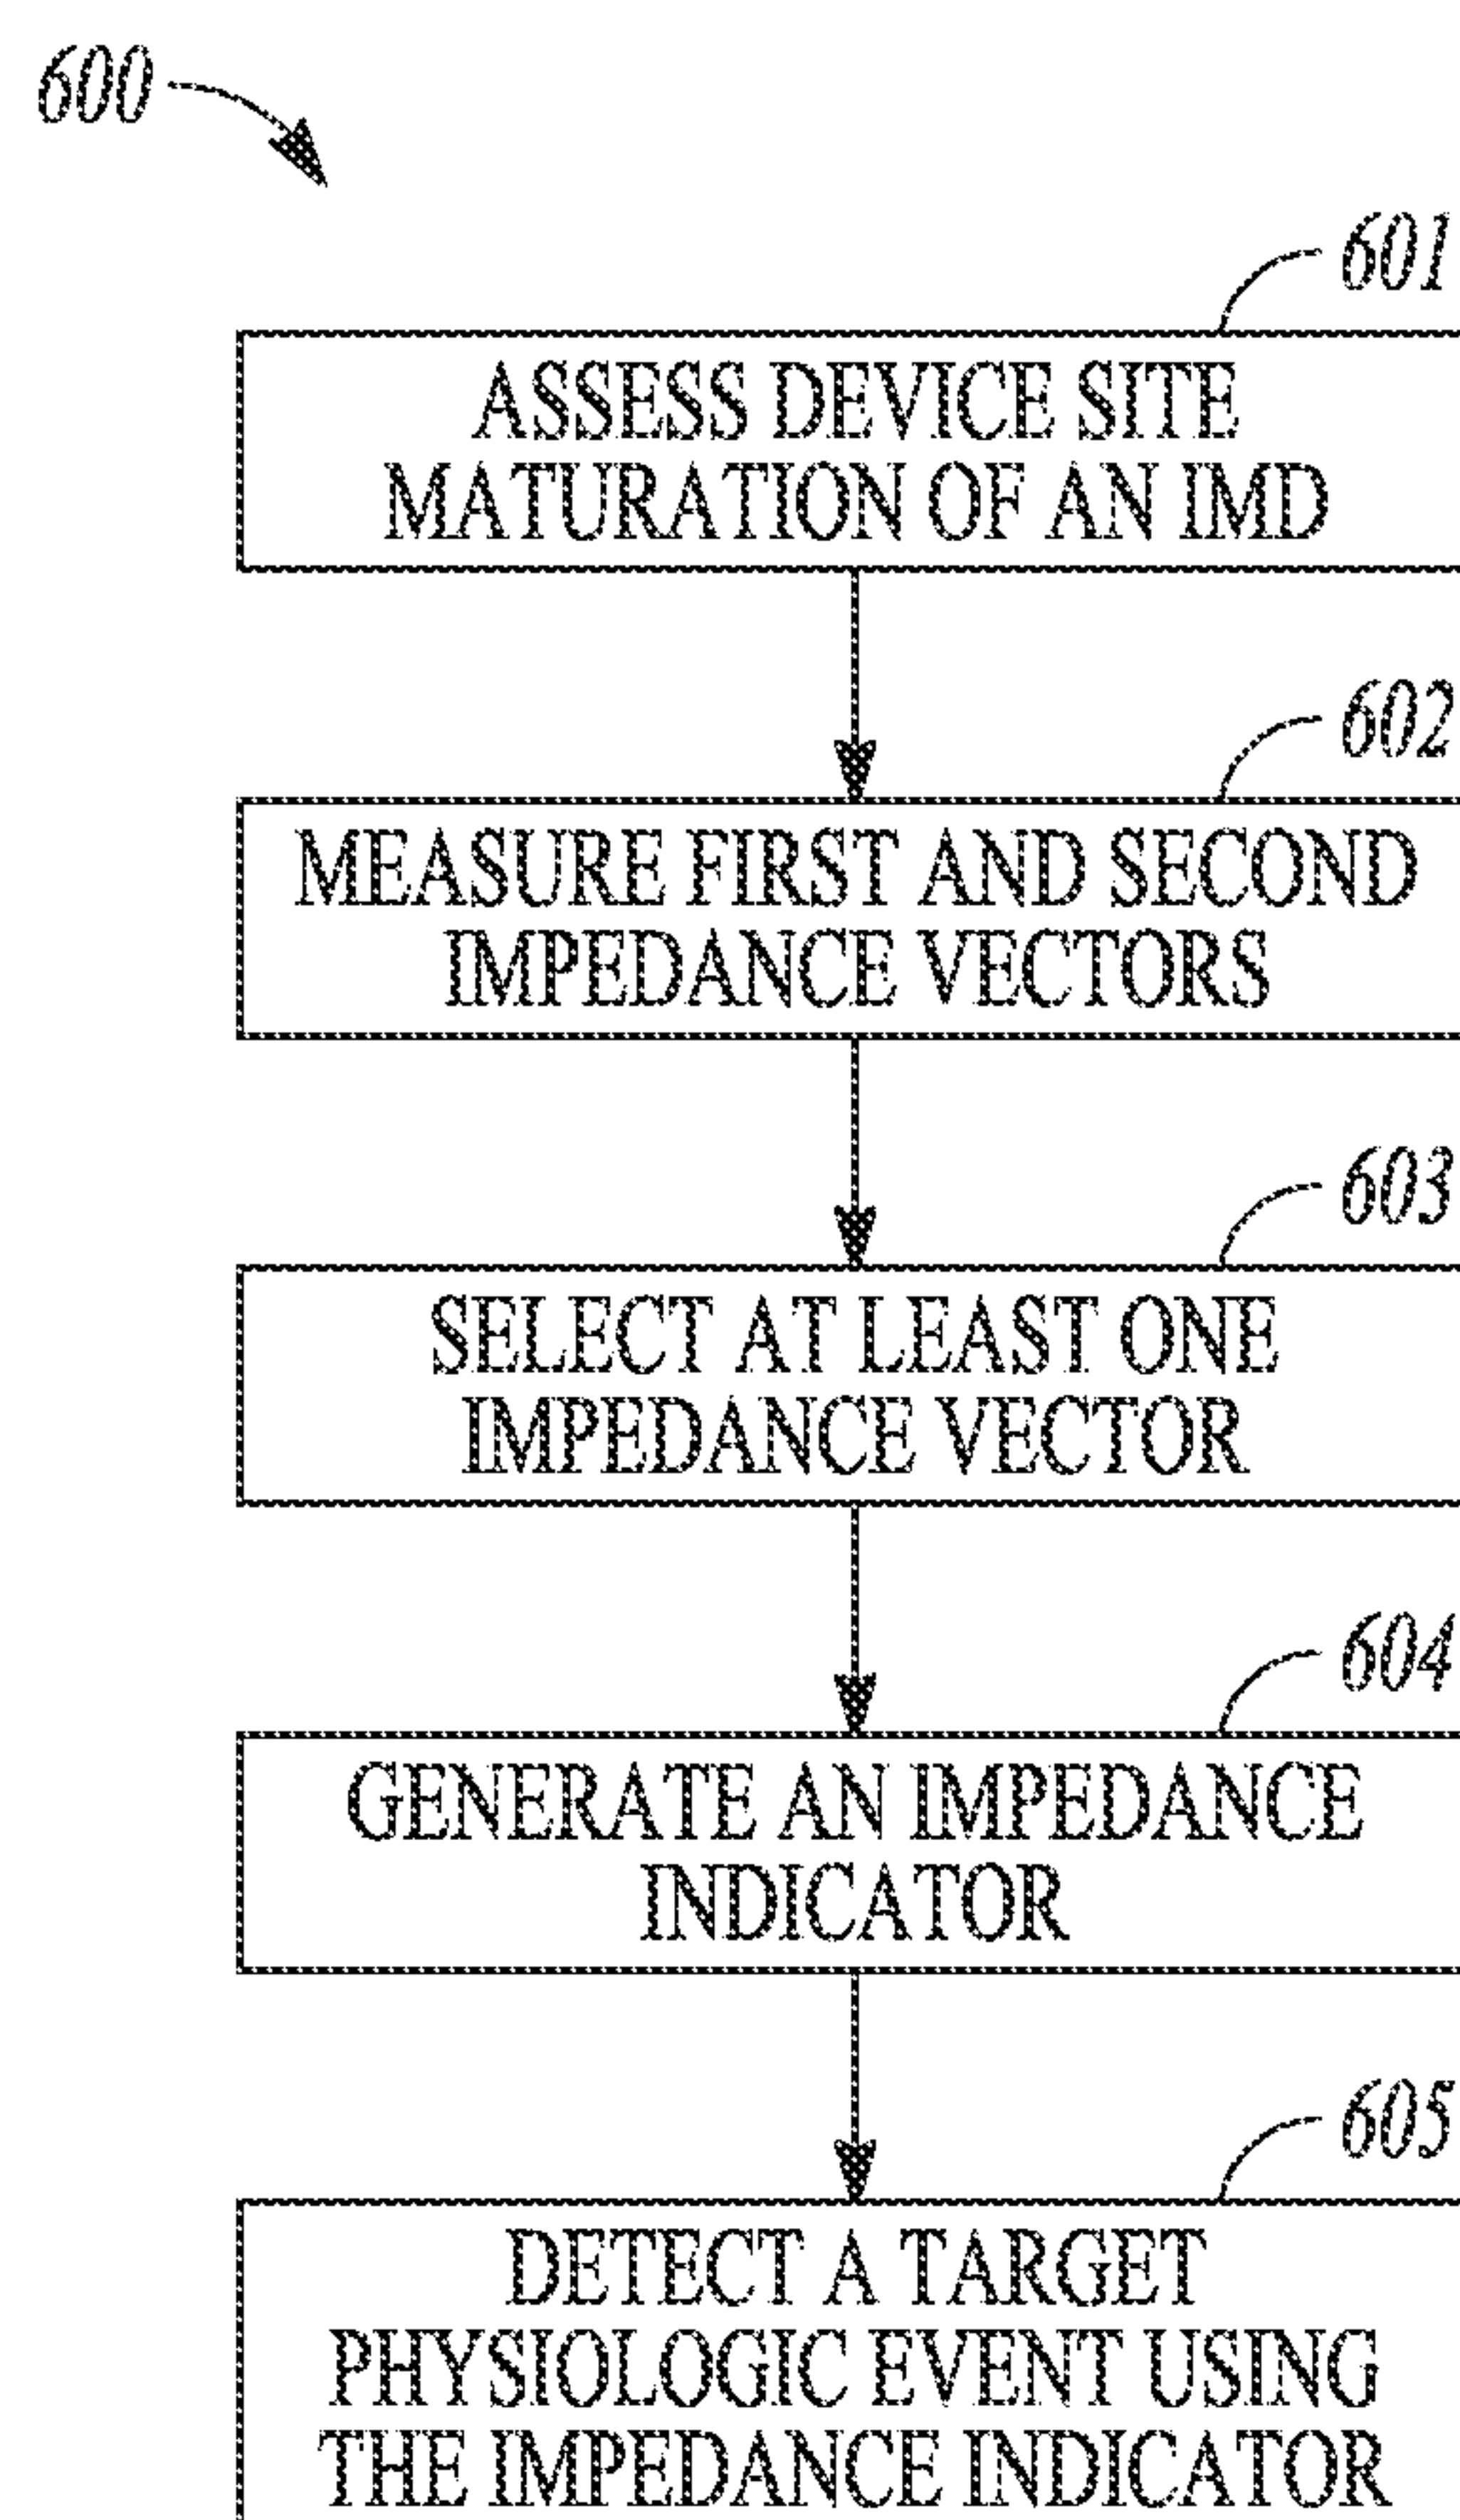 600
601
ASSESS DEVICE SITE
MATURATION OF AN IMD
602
MEASURE FIRST AND SECOND
IMPEDANCE VECTORS
603
SELECT AT LEAST ONE
IMPEDANCE VECTOR
604
GENERATE AN IMPEDANCE
INDICATOR
605
DETECT A TARGET
PHYSIOLOGIC EVENT USING
THE IMPEDANCE INDICATOR